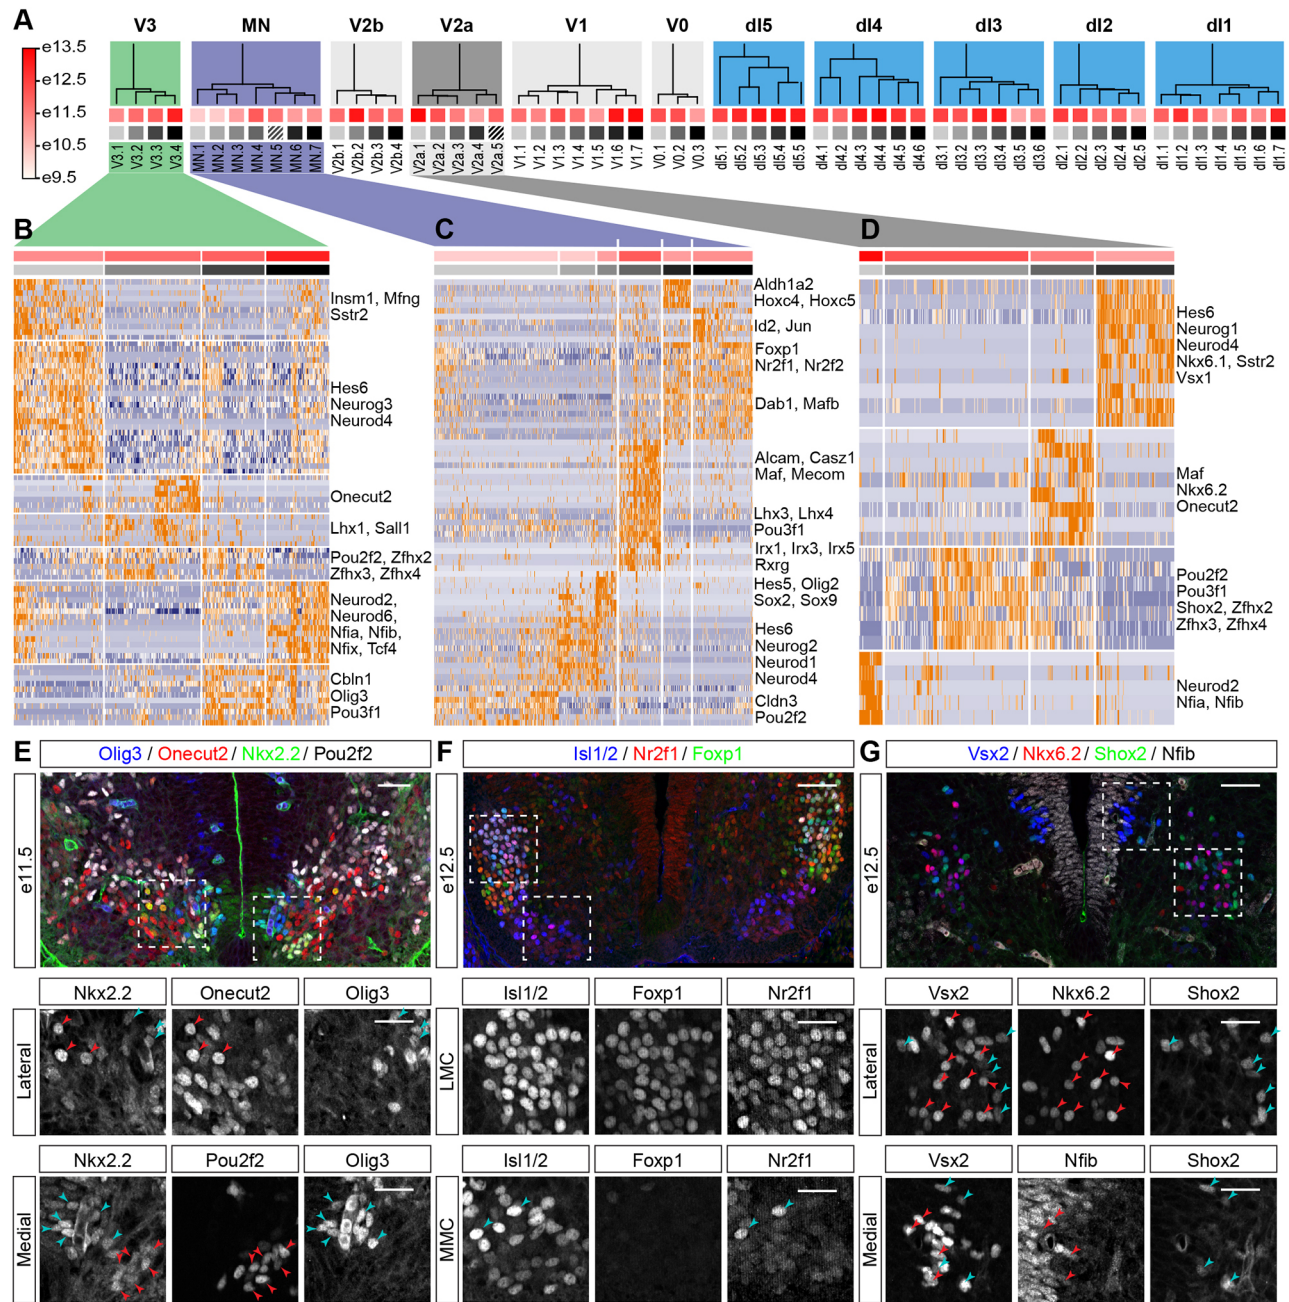 A
V3 MN V2b V2a V1 V0 dI5 dI4 dI3 dI2 dI1
e13.5
e12.5
e11.5
e10.5
e9.5
V3.1 V3.2 V3.3 V3.4 MN.1 MN.2 MN.3 MN.4 MN.5 MN.6 MN.7 V2b.1 V2b.2 V2b.3 V2b.4 V2a.1 V2a.2 V2a.3 V2a.4 V2a.5 V1.1 V1.2 V1.3 V1.4 V1.5 V1.6 V1.7 V0.1 V0.2 V0.3 dI5.1 dI5.2 dI5.3 dI5.4 dI5.5 dI4.1 dI4.2 dI4.3 dI4.4 dI4.5 dI4.6 dI3.1 dI3.2 dI3.3 dI3.4 dI3.5 dI3.6 dI2.1 dI2.2 dI2.3 dI2.4 dI2.5 dI1.1 dI1.2 dI1.3 dI1.4 dI1.5 dI1.6 dI1.7
B
Insm1, Mfng
Sstr2
Hes6
Neurog3
Neurod4
Onecut2
Lhx1, Sall1
Pou2f2, Zfhx2
Zfhx3, Zfhx4
Neurod2,
Neurod6,
Nfia, Nfib,
Nfix, Tcf4
Cbln1
Olig3
Pou3f1
C
Aldh1a2
Hoxc4, Hoxc5
Id2, Jun
Foxp1
Nr2f1, Nr2f2
Dab1, Mafb
Alcam, Casz1
Maf, Mecom
Lhx3, Lhx4
Pou3f1
Irx1, Irx3, Irx5
Rxrg
Hes5, Olig2
Sox2, Sox9
Hes6
Neurog2
Neurod1
Neurod4
Cldn3
Pou2f2
D
Hes6
Neurog1
Neurod4
Nkx6.1, Sstr2
Vsx1
Maf
Nkx6.2
Onecut2
Pou2f2
Pou3f1
Shox2, Zfhx2
Zfhx3, Zfhx4
Neurod2
Nfia, Nfib
E
Olig3 / Onecut2 / Nkx2.2 / Pou2f2
e11.5
Nkx2.2 Onecut2 Olig3
Lateral
Nkx2.2 Pou2f2 Olig3
Medial
F
Isl1/2 / Nr2f1 / Foxp1
e12.5
Isl1/2 Foxp1 Nr2f1
LMC
Isl1/2 Foxp1 Nr2f1
MMC
G
Vsx2 / Nkx6.2 / Shox2 / Nfib
e12.5
Vsx2 Nkx6.2 Shox2
Lateral
Vsx2 Nfib Shox2
Medial